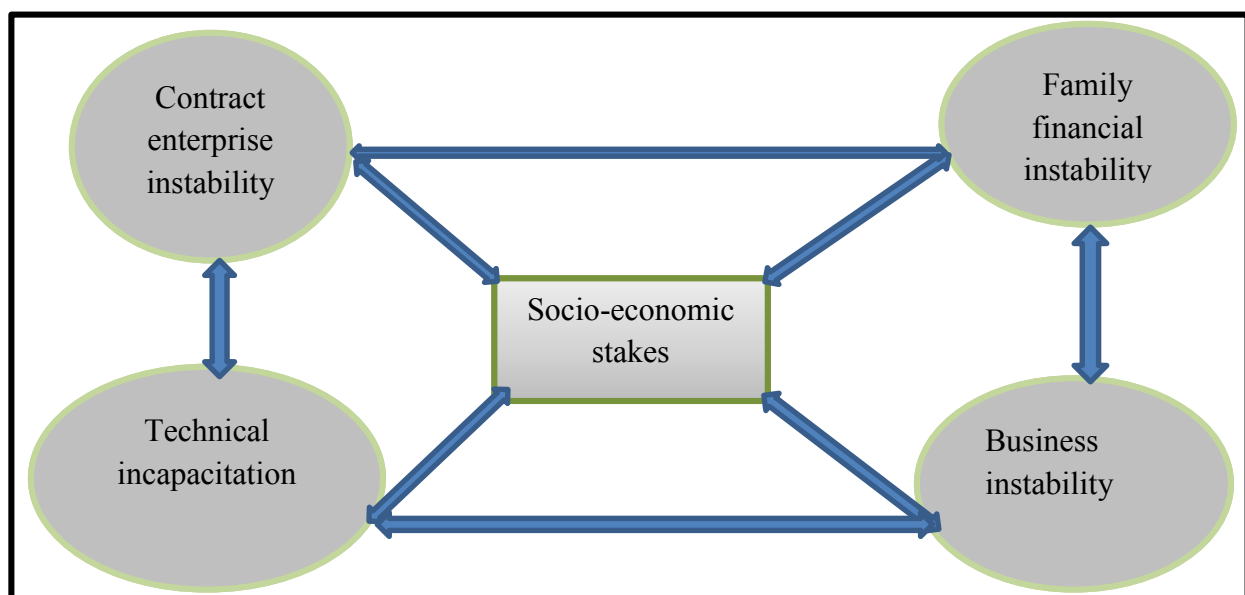 Contract
enterprise
instability
Family
financial
instability
Socio-economic
stakes
Technical
incapacitation
Business
instability